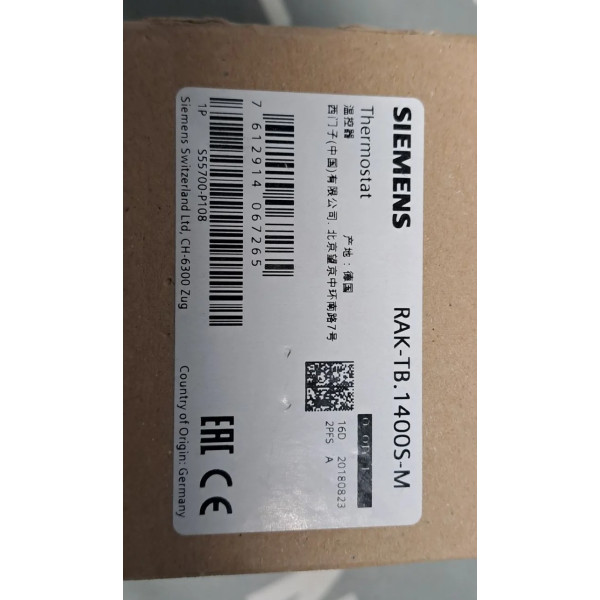 SIEMENS RAK-TB.1400S-M
Thermostat
温控器 产地：德国
西门子(中国)有限公司. 北京望京中环南路7号
16D 20180823
2PFS A
7 612914 067265
1P S55700-P108
Siemens Switzerland Ltd, CH-6300 Zug
EAC CE
Country of Origin: Germany